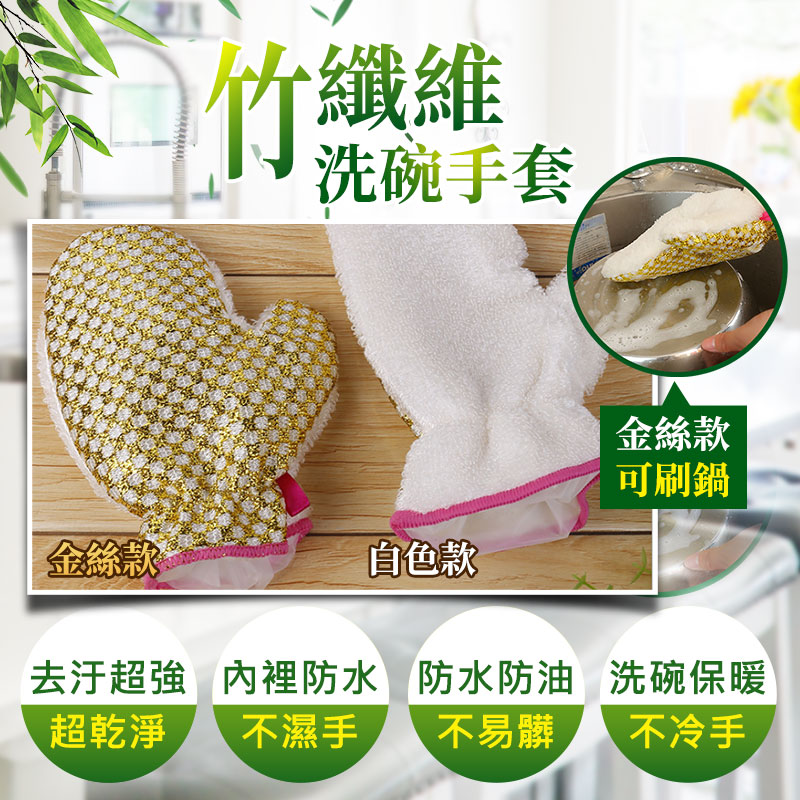 竹纖維
洗碗手套
金絲款
可刷鍋
金絲款
白色款
去汙超強
超乾淨
內裡防水
不濕手
防水防油
不易髒
洗碗保暖
不冷手